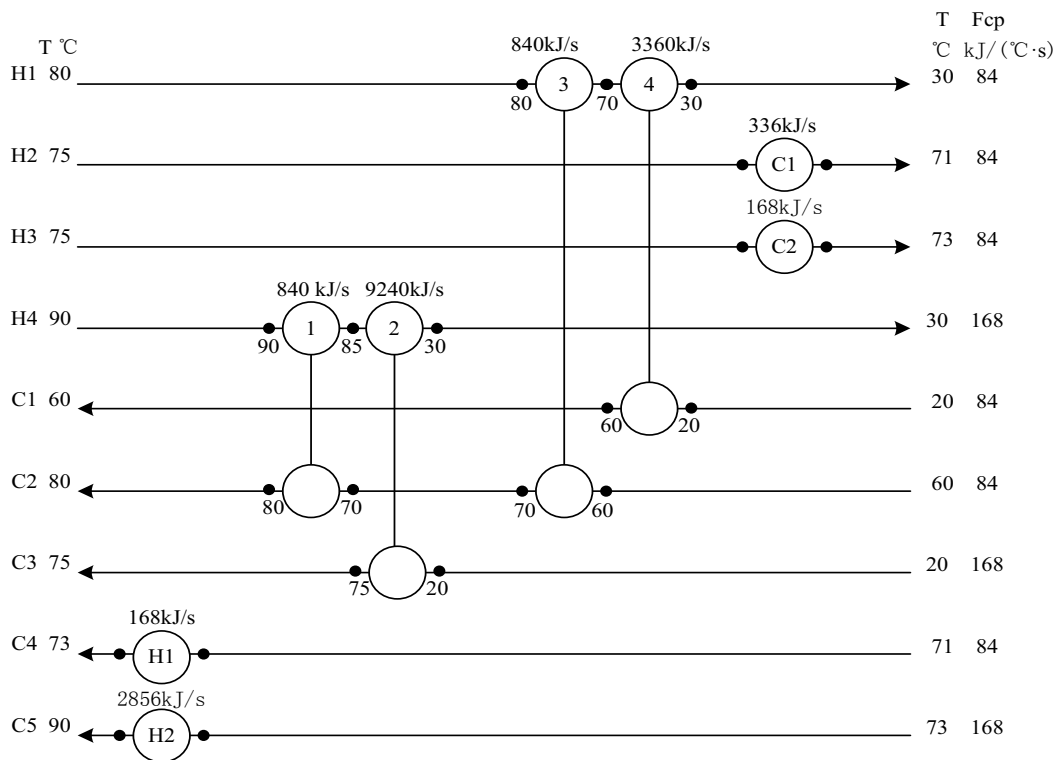 T Fcp
T ℃ ℃ kJ/(℃·s)
840kJ/s 3360kJ/s
H1 80 3 4 30 84
80 70 30
336kJ/s
H2 75 C1 71 84
168kJ/s
H3 75 C2 73 84
840 kJ/s 9240kJ/s
H4 90 1 2 30 168
90 85 30
C1 60 20 84
60 20
C2 80 60 84
80 70 70 60
C3 75 20 168
75 20
168kJ/s
C4 73 H1 71 84
2856kJ/s
C5 90 H2 73 168